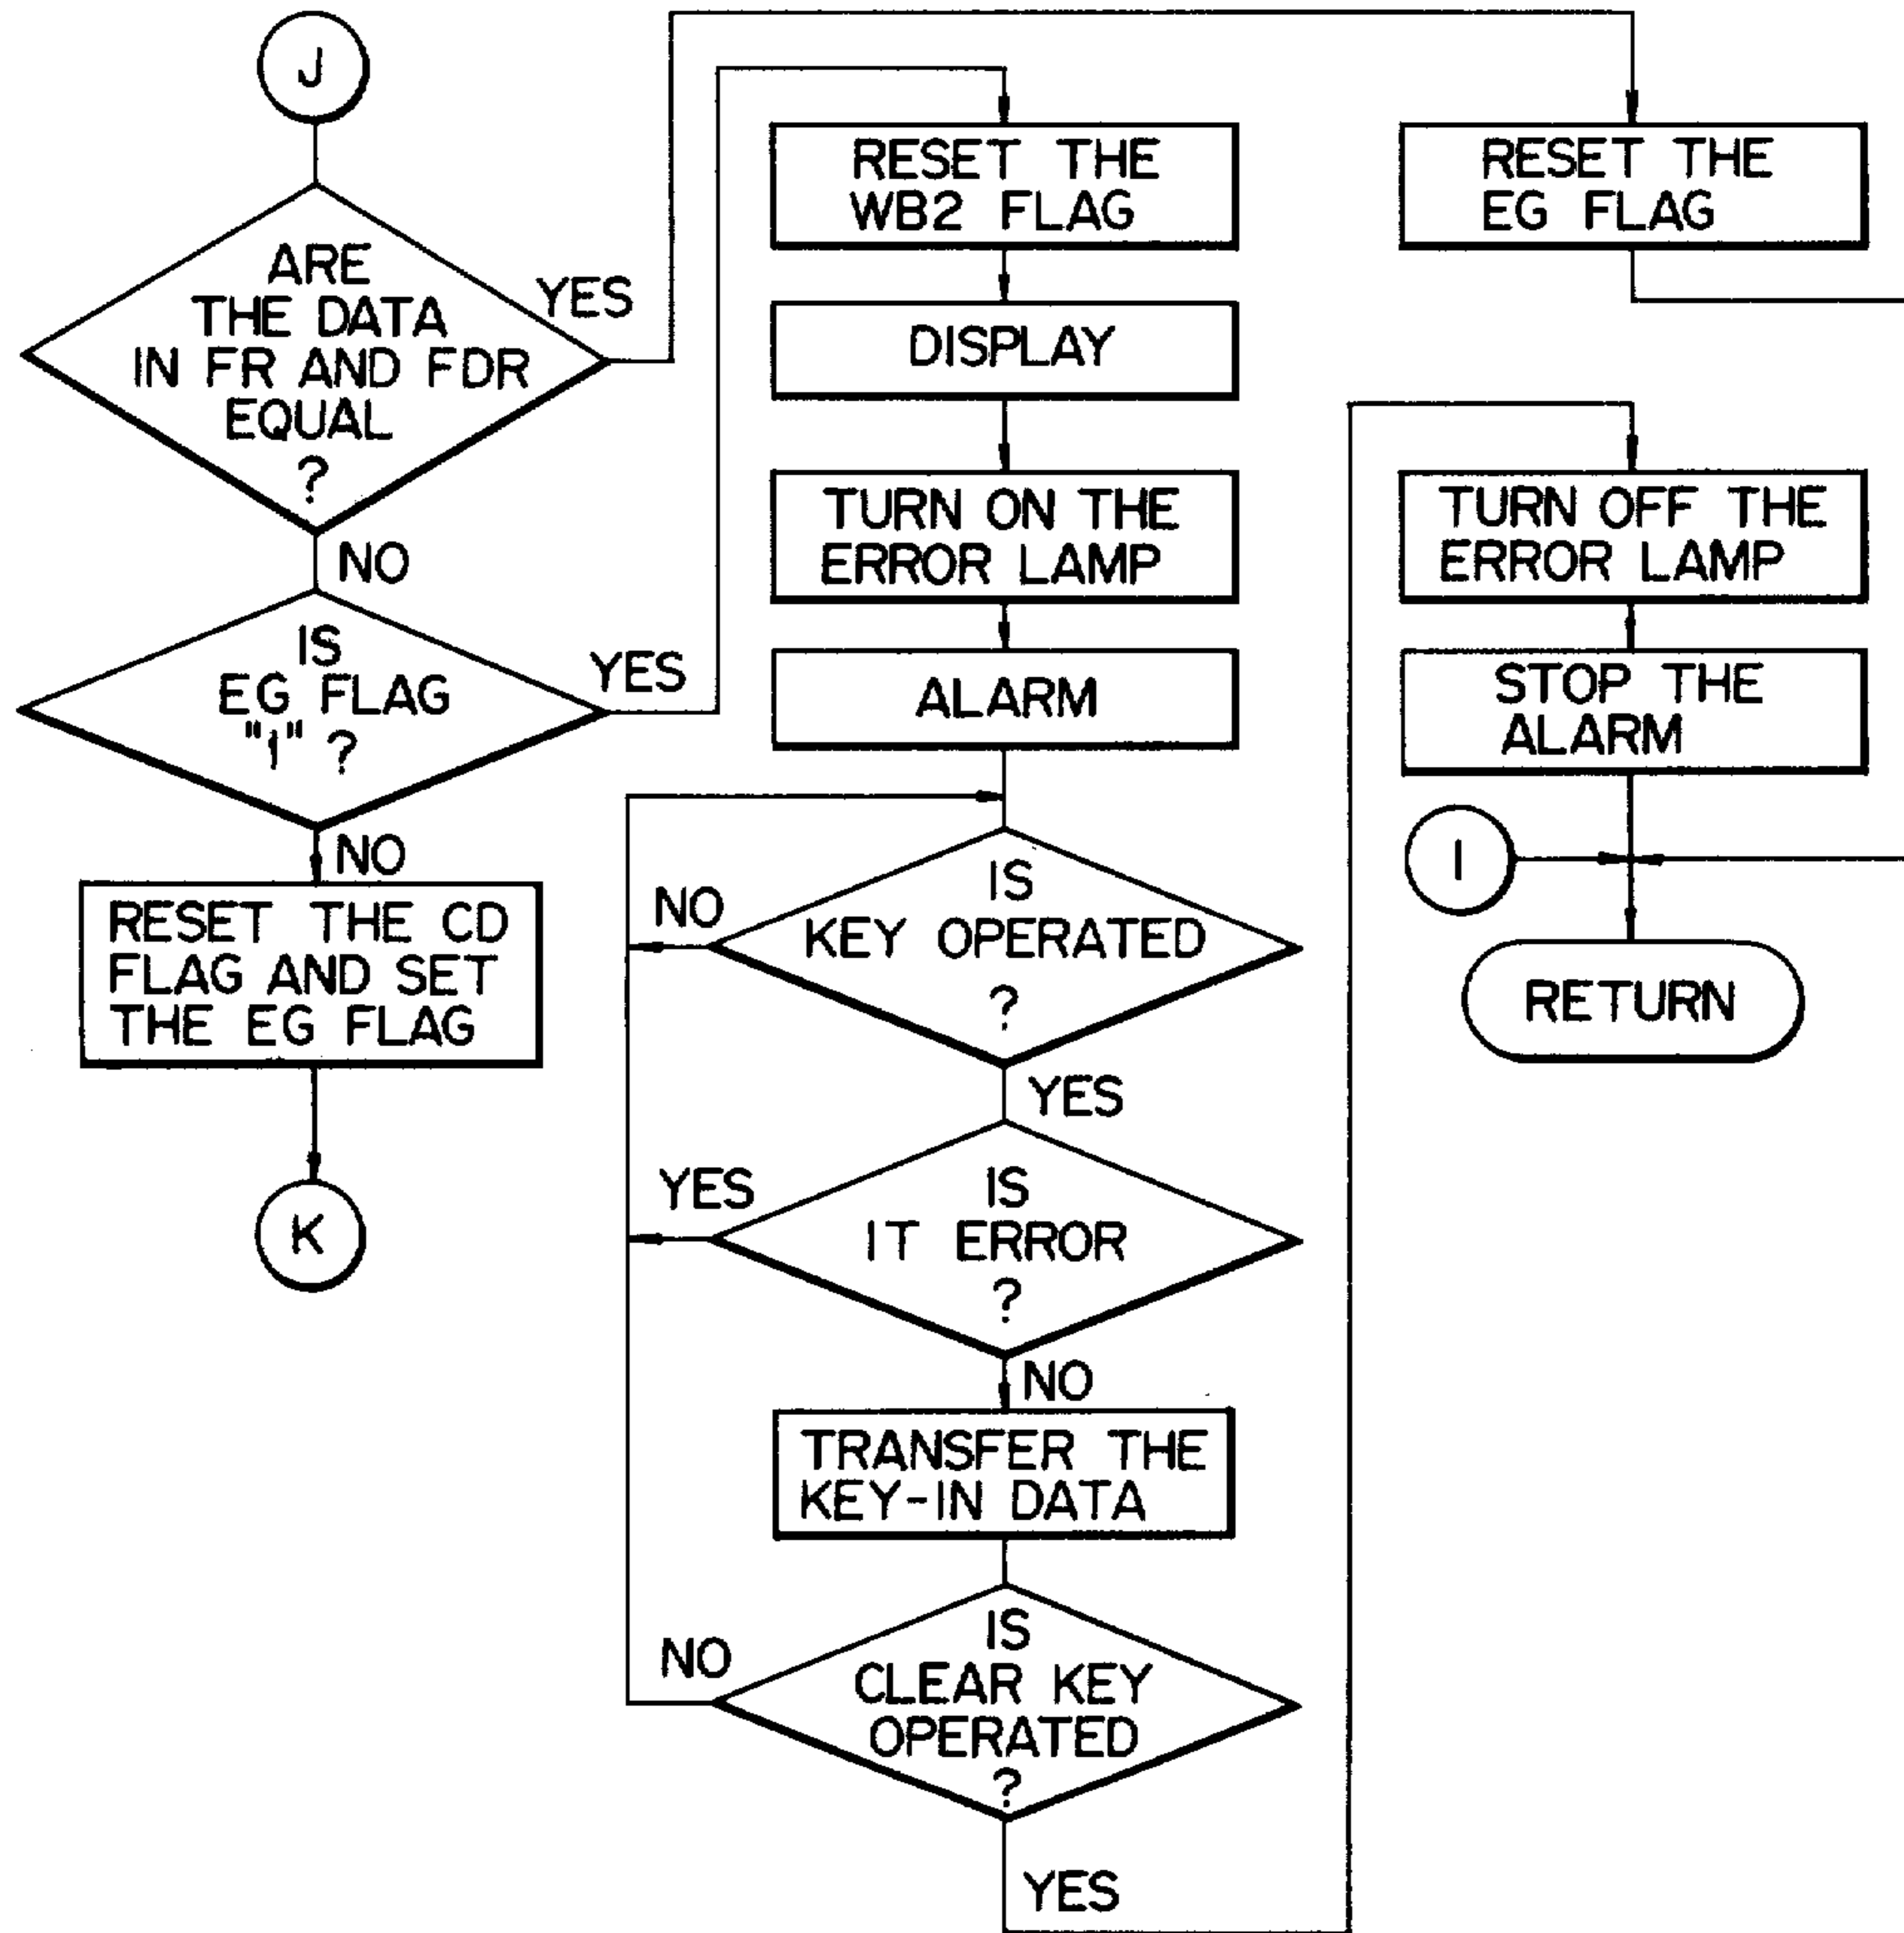 J
ARE
THE DATA
IN FR AND FDR
EQUAL
?
YES
NO
IS
EG FLAG
"1" ?
YES
NO
RESET THE CD
FLAG AND SET
THE EG FLAG
K
RESET THE
WB2 FLAG
DISPLAY
TURN ON THE
ERROR LAMP
ALARM
IS
KEY OPERATED
?
NO
YES
IS
IT ERROR
?
YES
NO
TRANSFER THE
KEY-IN DATA
IS
CLEAR KEY
OPERATED
?
NO
YES
RESET THE
EG FLAG
TURN OFF THE
ERROR LAMP
STOP THE
ALARM
I
RETURN